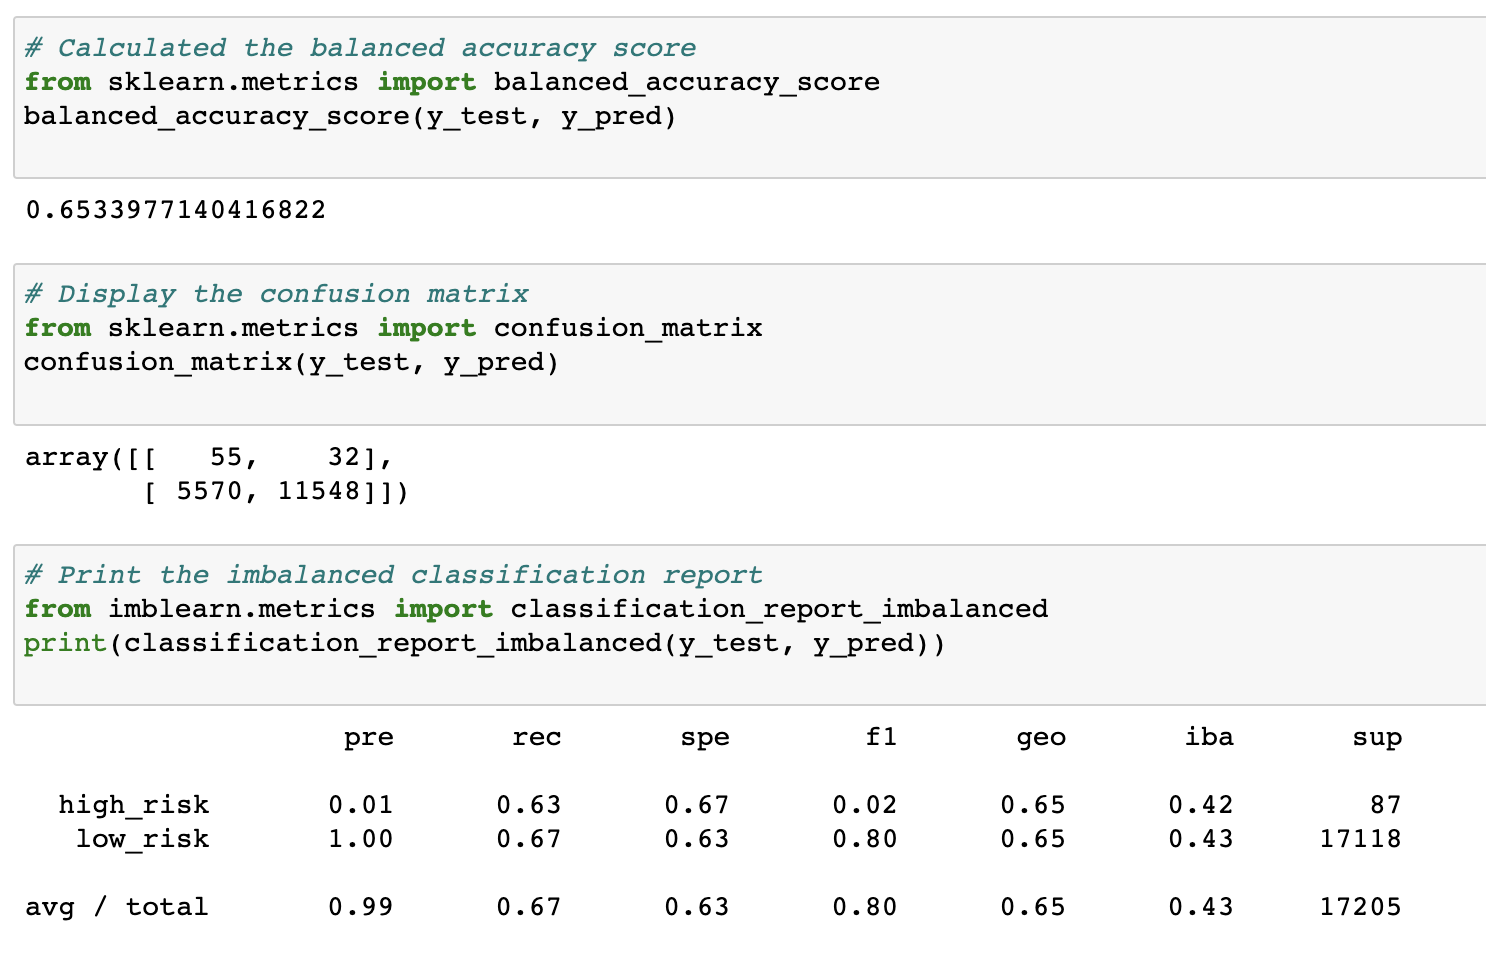 # Calculated the balanced accuracy score
from sklearn.metrics import balanced_accuracy_score
balanced_accuracy_score(y_test, y_pred)
0.6533977140416822
# Display the confusion matrix
from sklearn.metrics import confusion_matrix
confusion_matrix(y_test, y_pred)
array([[   55,    32],
       [ 5570, 11548]])
# Print the imbalanced classification report
from imblearn.metrics import classification_report_imbalanced
print(classification_report_imbalanced(y_test, y_pred))
                   pre       rec       spe        f1       geo       iba       sup
  high_risk       0.01      0.63      0.67      0.02      0.65      0.42        87
   low_risk       1.00      0.67      0.63      0.80      0.65      0.43     17118
avg / total       0.99      0.67      0.63      0.80      0.65      0.43     17205